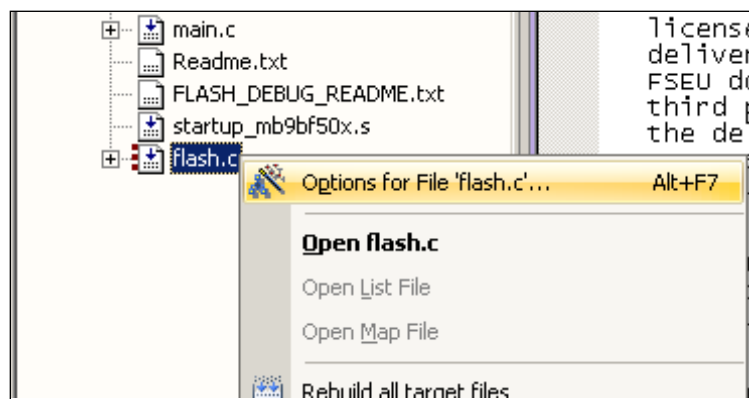 main.c
Readme.txt
FLASH_DEBUG_README.txt
startup_mb9bf50x.s
flash.c
license
deliver
FSEU do
third p
the de
Options for File 'flash.c'... Alt+F7
Open flash.c
Open List File
Open Map File
Rebuild all target files